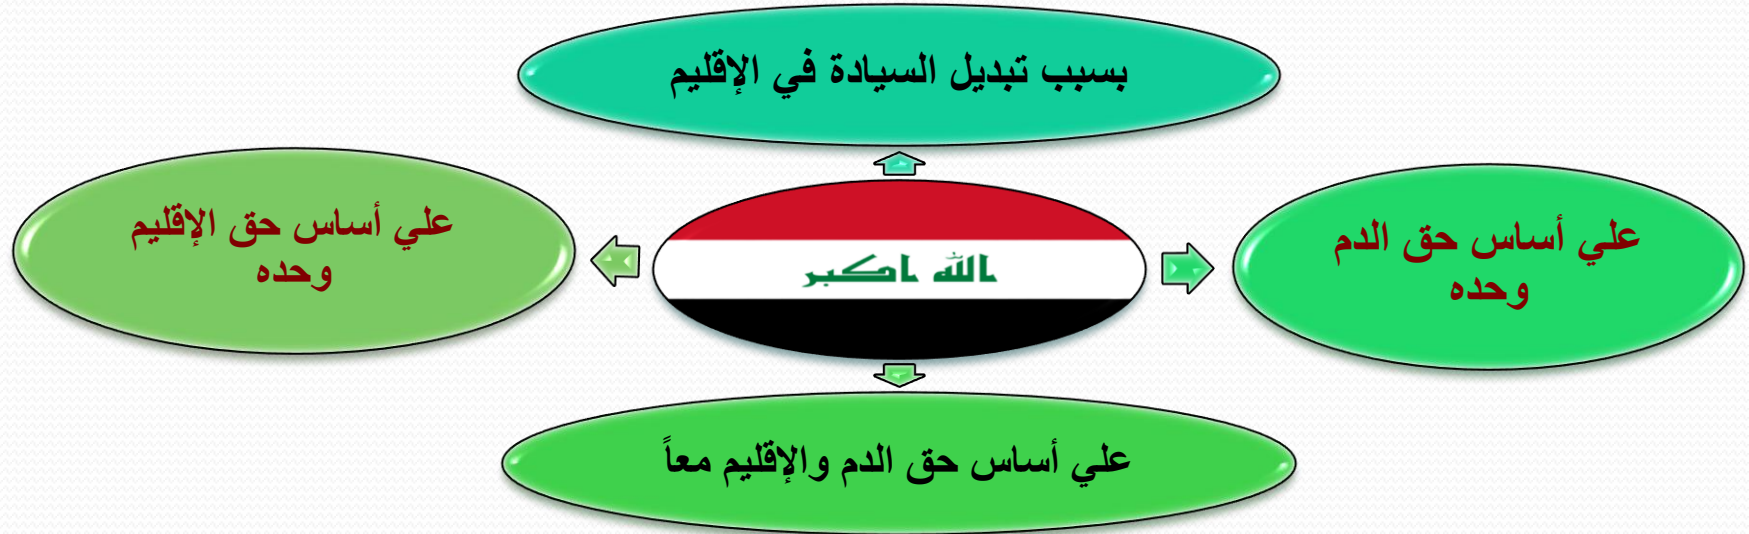 بسبب تبديل السيادة في الإقليم
علي أساس حق الدم
وحده
الله اكبر
علي أساس حق الإقليم
وحده
علي أساس حق الدم والإقليم معاً